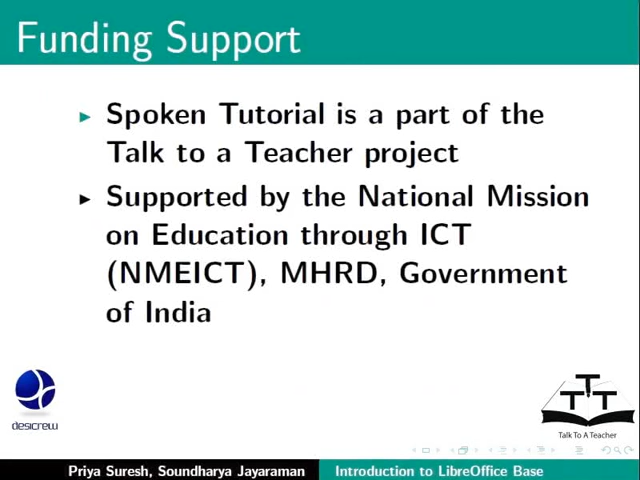 Funding Support
Spoken Tutorial is a part of the
Talk to a Teacher project
Supported by the National Mission
on Education through ICT
(NMEICT), MHRD, Government
of India
desicrew
T T T
Talk To A Teacher
Priya Suresh, Soundharya Jayaraman
Introduction to LibreOffice Base